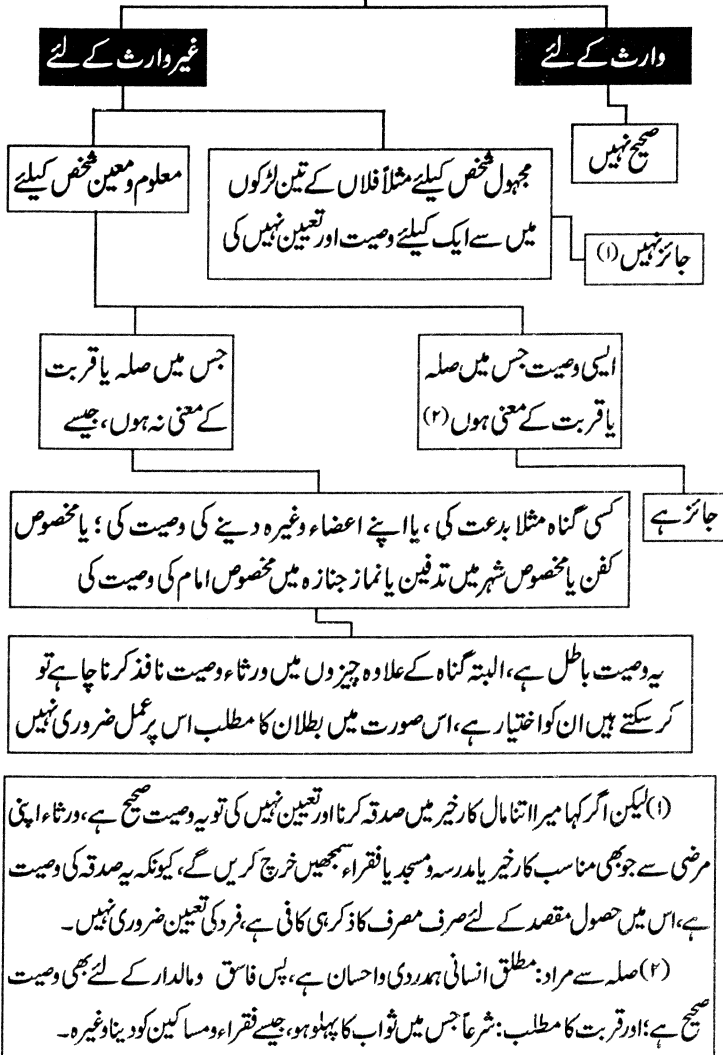 وارث کے لئے
غیر وارث کے لئے
صحیح نہیں
مجہول شخص کیلئے مثلاً فلاں کے تین لڑکوں
میں سے ایک کیلئے وصیت اور تعیین نہیں کی
معلوم و معین شخص کیلئے
جائز نہیں (۱)
ایسی وصیت جس میں صلہ
یا قربت کے معنی ہوں (۲)
جس میں صلہ یا قربت
کے معنی نہ ہوں، جیسے
جائز ہے
کسی گناہ مثلا بدعت کی، یا اپنے اعضاء وغیرہ دینے کی وصیت کی؛ یا مخصوص
کفن یا مخصوص شہر میں تدفین یا نماز جنازہ میں مخصوص امام کی وصیت کی
یہ وصیت باطل ہے، البتہ گناہ کے علاوہ چیزوں میں ورثاء وصیت نافذ کرنا چاہے تو
کر سکتے ہیں ان کو اختیار ہے، اس صورت میں بطلان کا مطلب اس پر عمل ضروری نہیں
(۱) لیکن اگر کہا میرا اتنا مال کار خیر میں صدقہ کرنا اور تعیین نہیں کی تو یہ وصیت صحیح ہے، ورثاء اپنی
مرضی سے جو بھی مناسب کار خیر یا مدرسہ و مسجد یا فقراء سمجھیں خرچ کریں گے، کیونکہ یہ صدقہ کی وصیت
ہے، اس میں حصول مقصد کے لئے صرف مصرف کا ذکر ہی کافی ہے، فرد کی تعیین ضروری نہیں۔
(۲) صلہ سے مراد: مطلق انسانی ہمدردی و احسان ہے، پس فاسق و مالدار کے لئے بھی وصیت
صحیح ہے؛ اور قربت کا مطلب: شرعاً جس میں ثواب کا پہلو ہو، جیسے فقراء و مساکین کو دینا وغیرہ۔